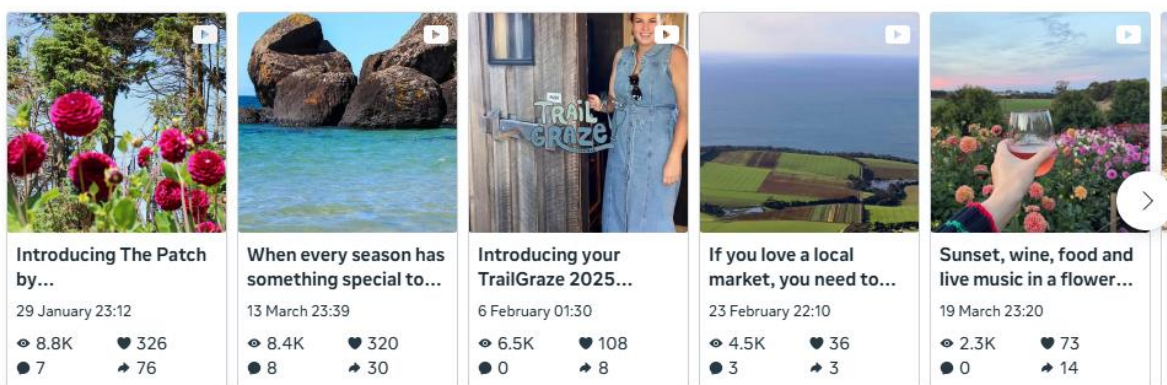 TRAIL
GRAZE
Introducing The Patch
by...
29 January 23:12
8.8K 326
7 76
When every season has
something special to...
13 March 23:39
8.4K 320
8 30
Introducing your
TrailGraze 2025...
6 February 01:30
6.5K 108
0 8
If you love a local
market, you need to...
23 February 22:10
4.5K 36
3 3
Sunset, wine, food and
live music in a flower...
19 March 23:20
2.3K 73
0 14